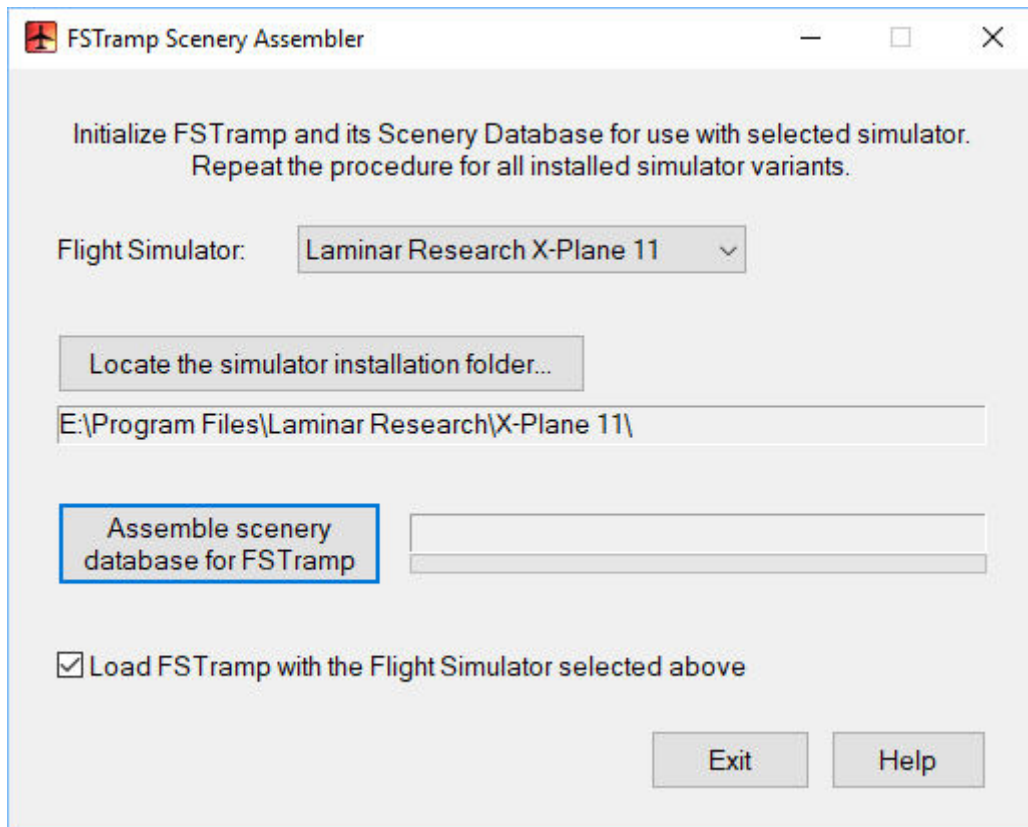 FSTramp Scenery Assembler
Initialize FSTramp and its Scenery Database for use with selected simulator.
Repeat the procedure for all installed simulator variants.
Flight Simulator: Laminar Research X-Plane 11
Locate the simulator installation folder...
E:\Program Files\Laminar Research\X-Plane 11\
Assemble scenery
database for FSTramp
Load FSTramp with the Flight Simulator selected above
Exit Help